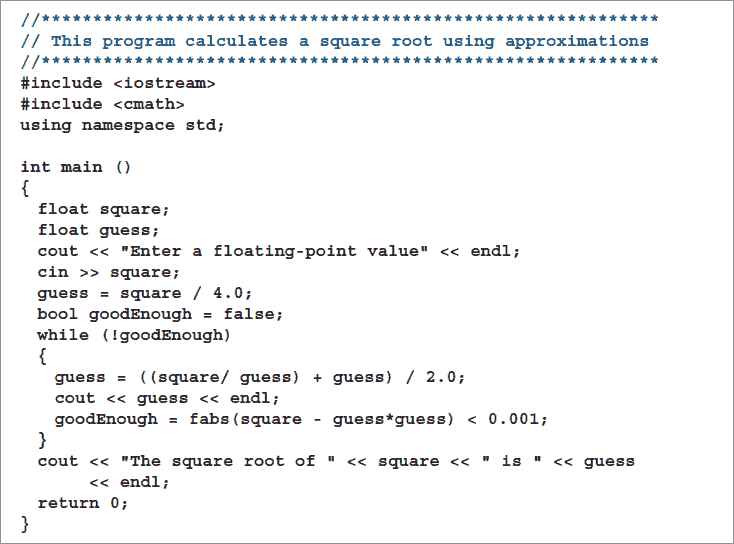 //************************************************************
// This program calculates a square root using approximations
//************************************************************
#include <iostream>
#include <cmath>
using namespace std;

int main ()
{
  float square;
  float guess;
  cout << "Enter a floating-point value" << endl;
  cin >> square;
  guess = square / 4.0;
  bool goodEnough = false;
  while (!goodEnough)
  {
    guess = ((square/ guess) + guess) / 2.0;
    cout << guess << endl;
    goodEnough = fabs(square - guess*guess) < 0.001;
  }
  cout << "The square root of " << square << " is " << guess
       << endl;
  return 0;
}